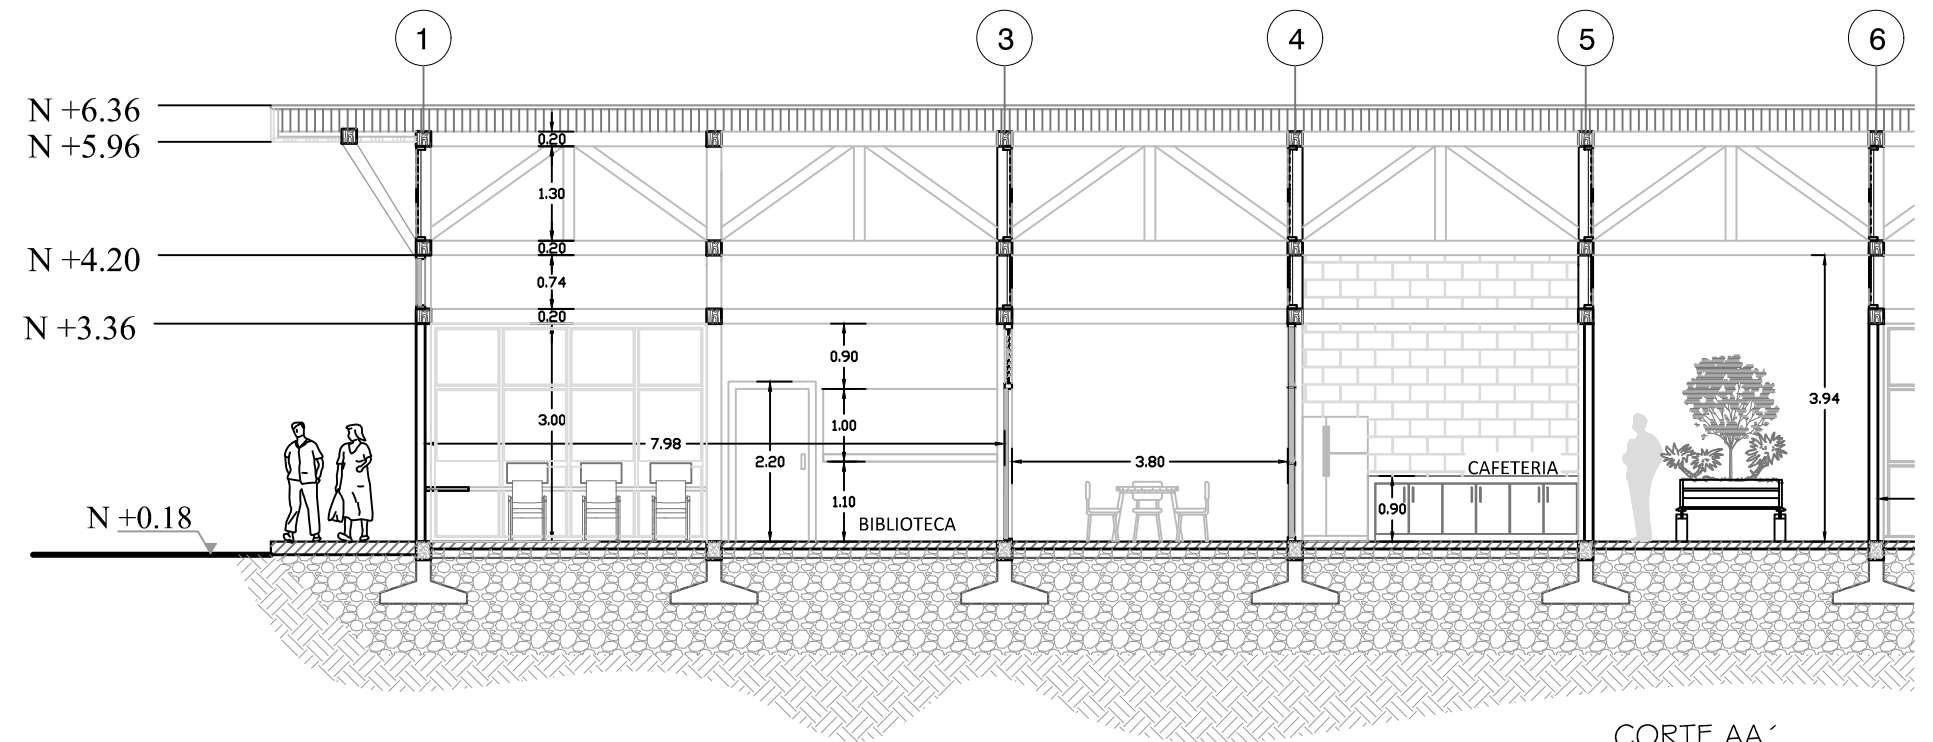 1 3 4 5 6
N +6.36
N +5.96
0.20
1.30
0.20
N +4.20
0.74
0.20
N +3.36
0.90
3.94
3.00
1.00
7.98
2.20
3.80
CAFETERIA
1.10
0.90
N +0.18
BIBLIOTECA
CORTE AA´